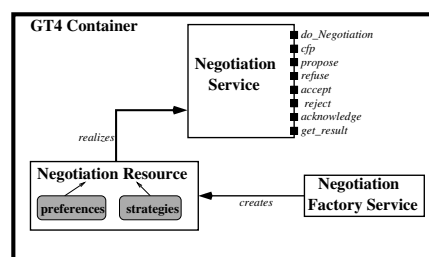 GT4 Container
Negotiation
Service
do_Negotiation
cfp
propose
refuse
accept
reject
acknowledge
get_result
realizes
Negotiation Resource
preferences
strategies
creates
Negotiation
Factory Service